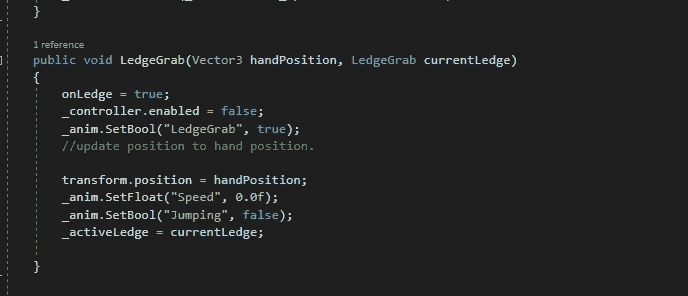 }
1 reference
public void LedgeGrab(Vector3 handPosition, LedgeGrab currentLedge)
{
onLedge = true;
_controller.enabled = false;
_anim.SetBool("LedgeGrab", true);
//update position to hand position.
transform.position = handPosition;
_anim.SetFloat("Speed", 0.0f);
_anim.SetBool("Jumping", false);
_activeLedge = currentLedge;
}